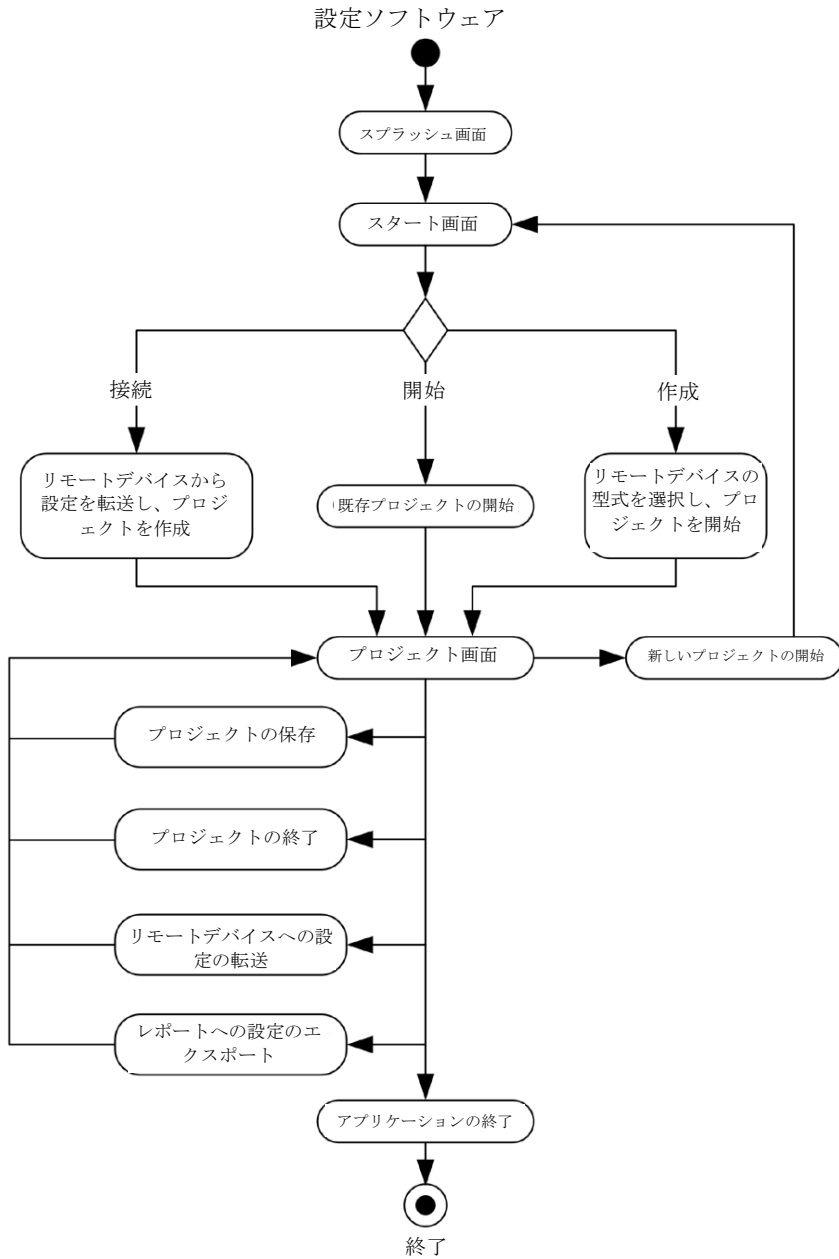 設定ソフトウェア
スプラッシュ画面
スタート画面
接続
開始
作成
リモートデバイスから
設定を転送し、プロジ
ェクトを作成
既存プロジェクトの開始
リモートデバイスの
型式を選択し、プロ
ジェクトを開始
プロジェクト画面
新しいプロジェクトの開始
プロジェクトの保存
プロジェクトの終了
リモートデバイスへの設
定の転送
レポートへの設定のエ
クスポート
アプリケーションの終了
終了